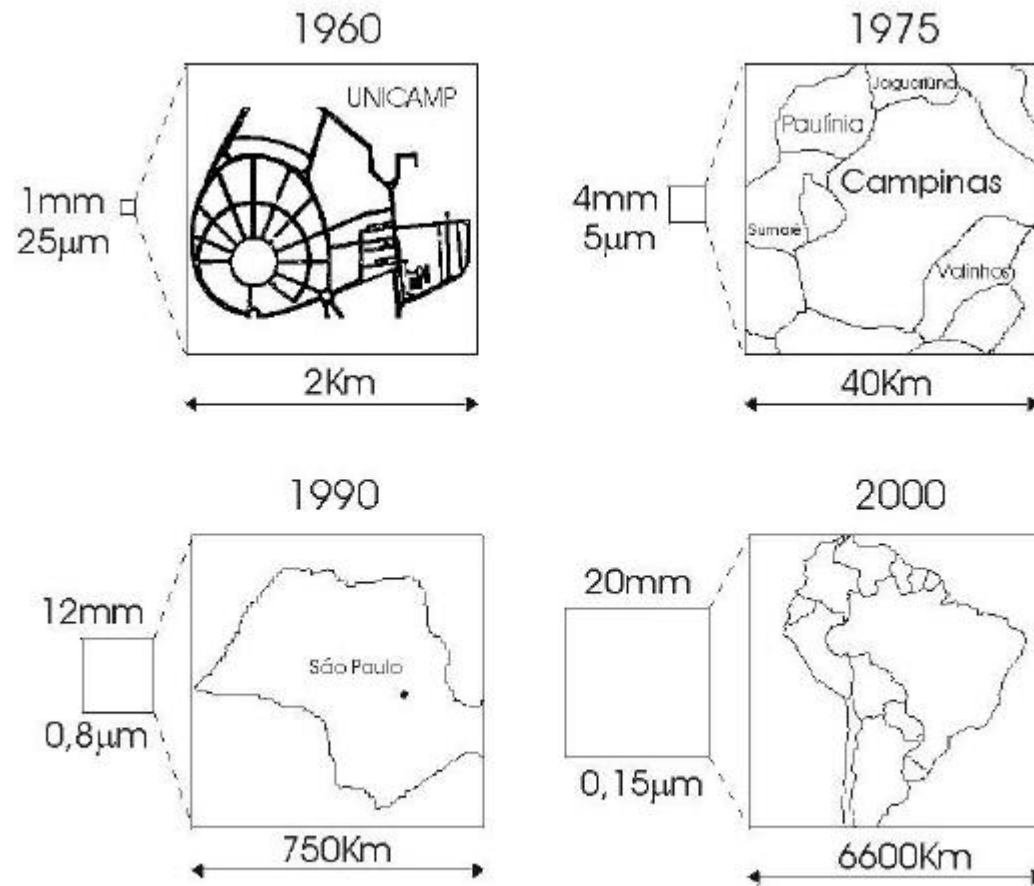 1960
UNICAMP
1mm
25µm
2Km
1975
Jaguariúna
Paulínia
Campinas
4mm
5µm
Sumaré
Valinhos
40Km
1990
12mm
São Paulo
0,8µm
750Km
2000
20mm
0,15µm
6600Km